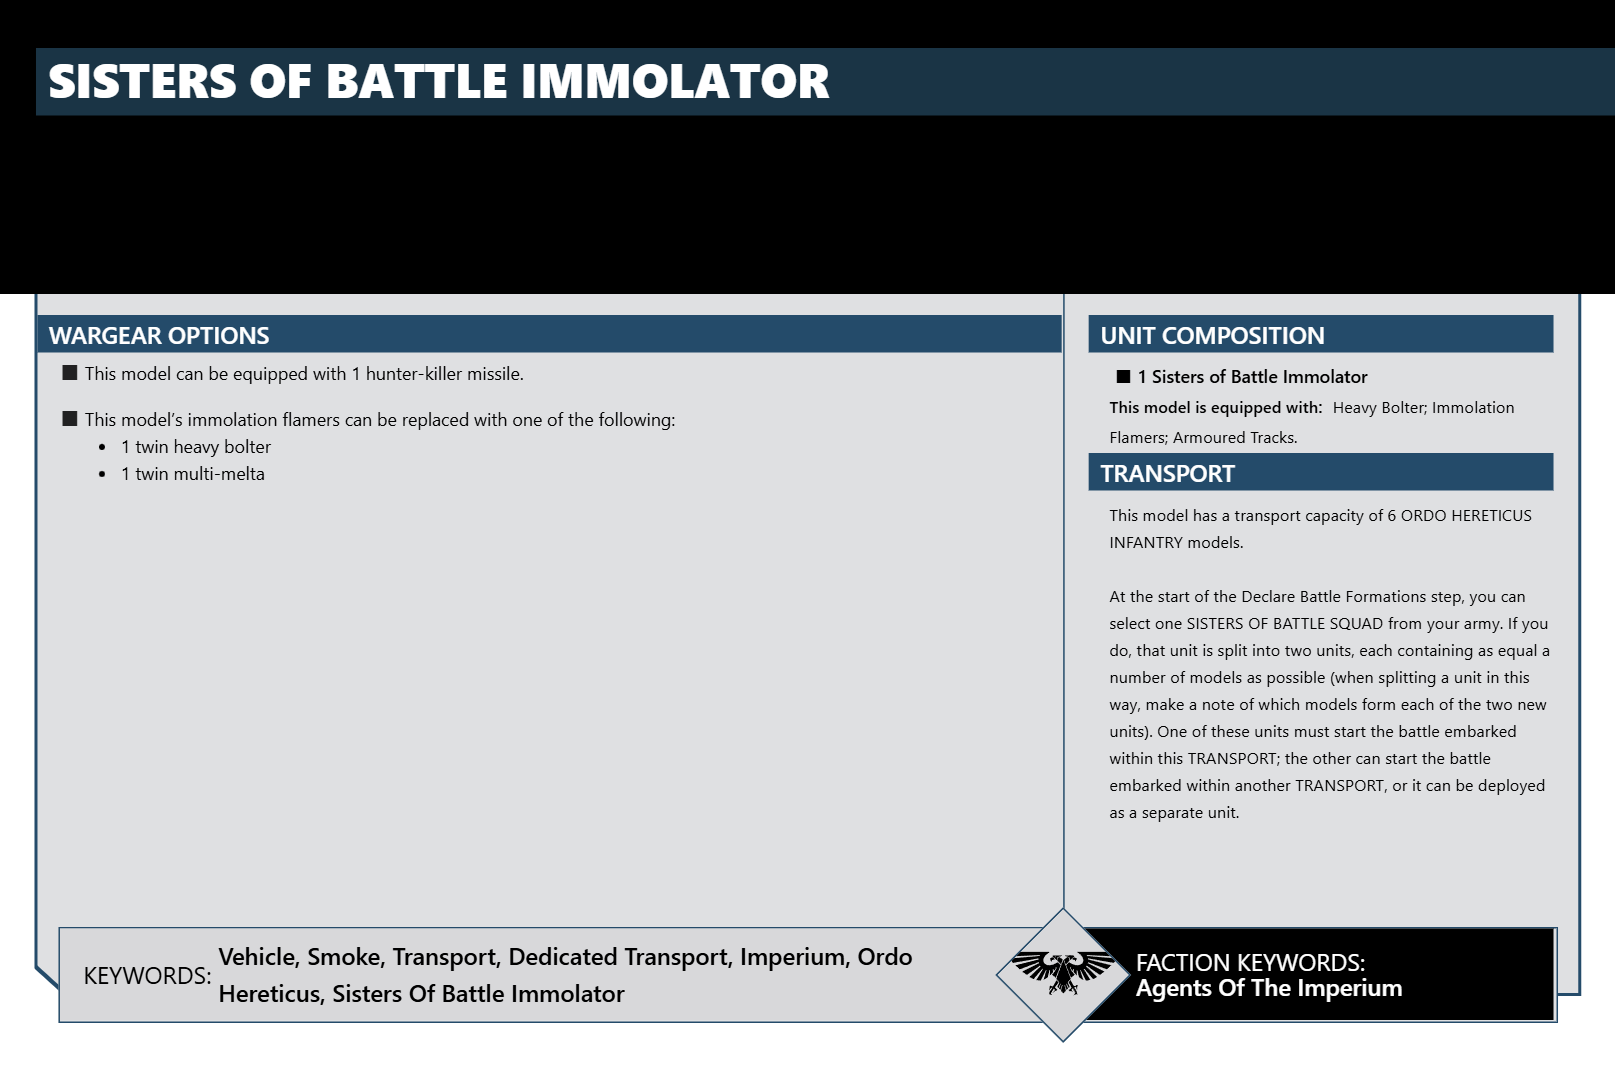 SISTERS OF BATTLE IMMOLATOR
WARGEAR OPTIONS
■ This model can be equipped with 1 hunter-killer missile.
■ This model’s immolation flamers can be replaced with one of the following:
• 1 twin heavy bolter
• 1 twin multi-melta
UNIT COMPOSITION
■ 1 Sisters of Battle Immolator
This model is equipped with: Heavy Bolter; Immolation
Flamers; Armoured Tracks.
TRANSPORT
This model has a transport capacity of 6 ORDO HERETICUS
INFANTRY models.
At the start of the Declare Battle Formations step, you can
select one SISTERS OF BATTLE SQUAD from your army. If you
do, that unit is split into two units, each containing as equal a
number of models as possible (when splitting a unit in this
way, make a note of which models form each of the two new
units). One of these units must start the battle embarked
within this TRANSPORT; the other can start the battle
embarked within another TRANSPORT, or it can be deployed
as a separate unit.
KEYWORDS: Vehicle, Smoke, Transport, Dedicated Transport, Imperium, Ordo
Hereticus, Sisters Of Battle Immolator
FACTION KEYWORDS:
Agents Of The Imperium